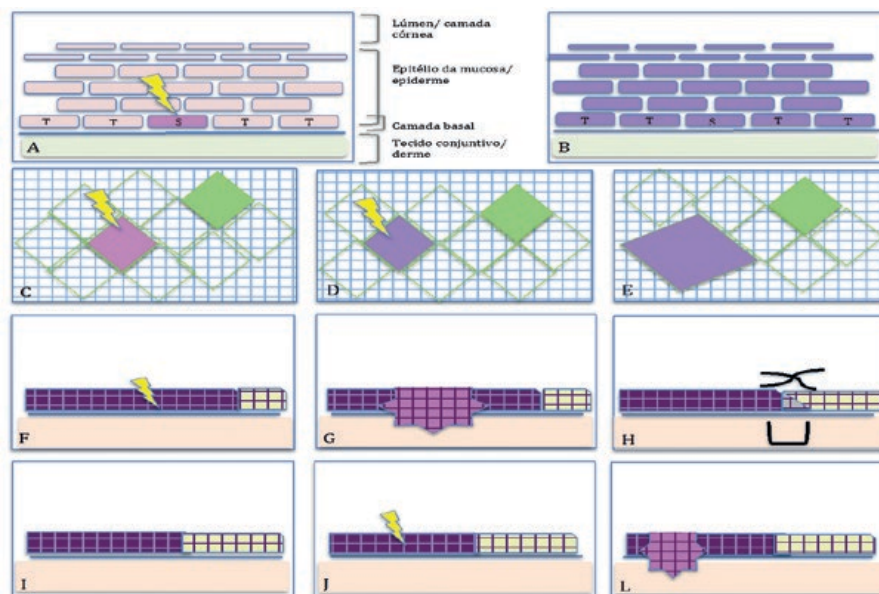 Lúmen/ camada
córnea
Epitélio da mucosa/
epiderme
Camada basal
Tecido conjuntivo/
derme
T T S T T
A
T T S T T
B
C
D
E
F
G
H
I
J
L